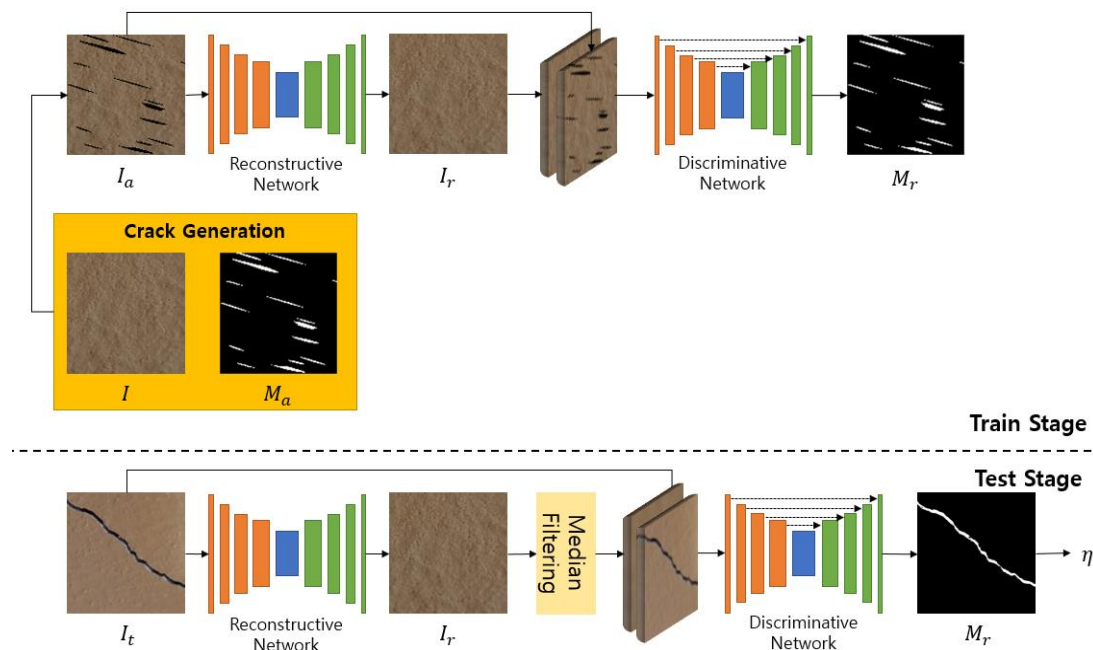 I_a
Reconstructive
Network
I_r
Discriminative
Network
M_r
Crack Generation
I
M_a
Train Stage
Test Stage
Median
Filtering
I_t
Reconstructive
Network
I_r
Discriminative
Network
M_r
η